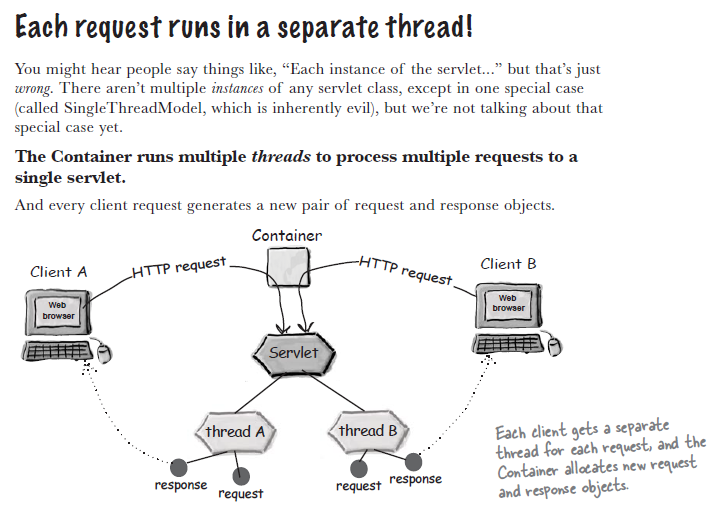 Each request runs in a separate thread!
You might hear people say things like, “Each instance of the servlet...” but that’s just
wrong. There aren’t multiple instances of any servlet class, except in one special case
(called SingleThreadModel, which is inherently evil), but we’re not talking about that
special case yet.
The Container runs multiple threads to process multiple requests to a
single servlet.
And every client request generates a new pair of request and response objects.
Container
Client A
HTTP request
HTTP request
Client B
Web
browser
Web
browser
Servlet
thread A
thread B
response
request
request
response
Each client gets a separate
thread for each request, and the
Container allocates new request
and response objects.